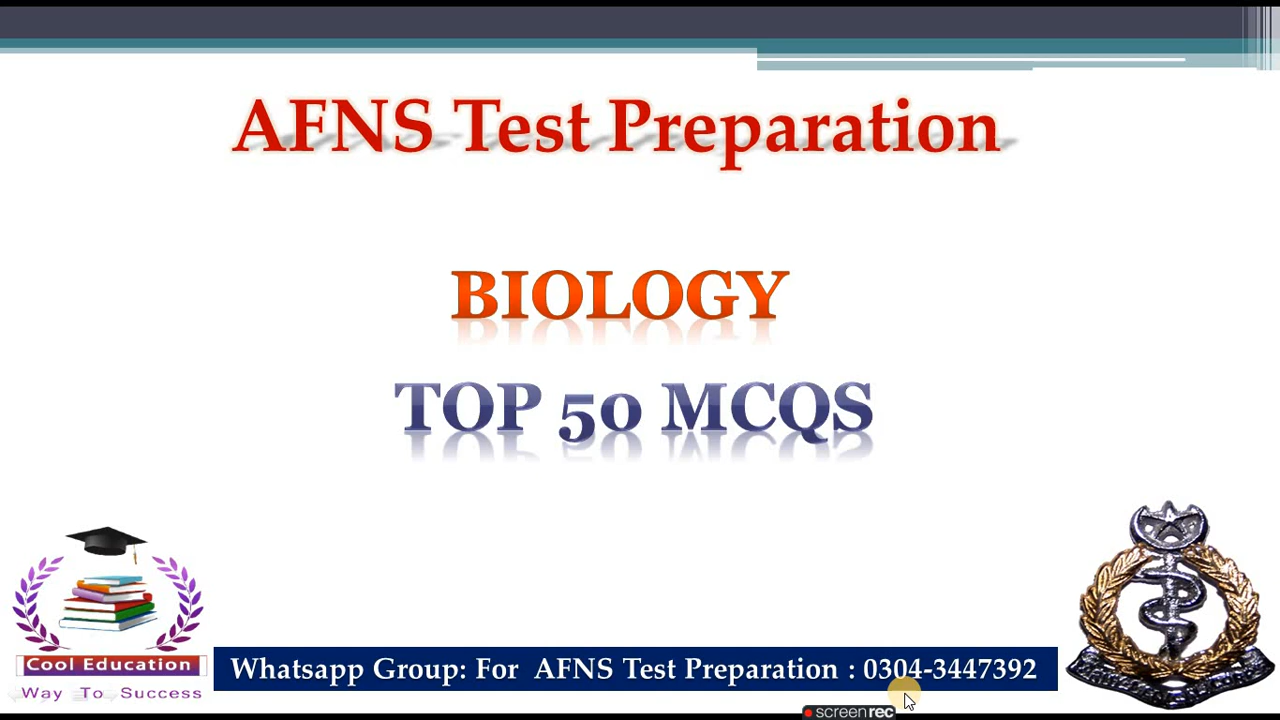 AFNS Test Preparation
BIOLOGY
TOP 50 MCQS
Cool Education
Way To Success
Whatsapp Group: For AFNS Test Preparation : 0304-3447392
screenrec